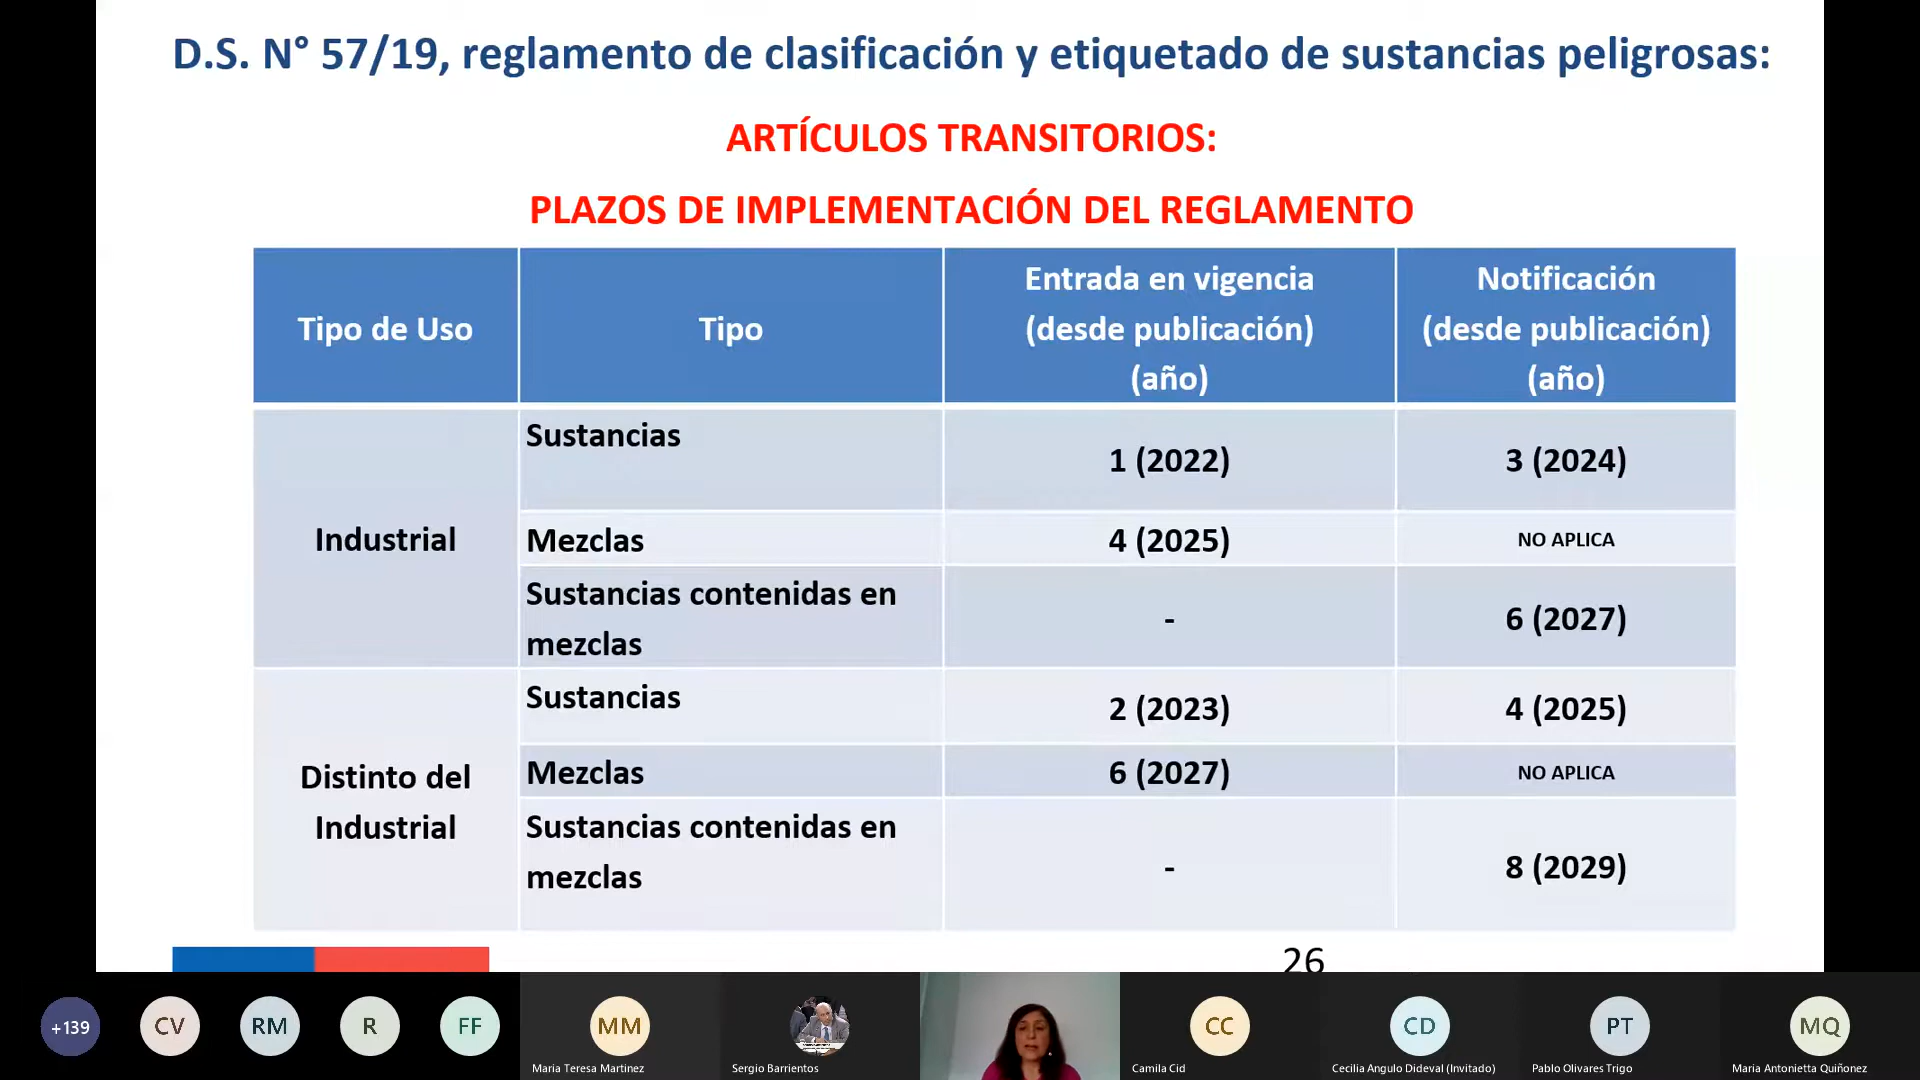 D.S. N° 57/19, reglamento de clasificación y etiquetado de sustancias peligrosas:
ARTÍCULOS TRANSITORIOS:
PLAZOS DE IMPLEMENTACIÓN DEL REGLAMENTO
Tipo de Uso
Tipo
Entrada en vigencia
(desde publicación)
(año)
Notificación
(desde publicación)
(año)
Industrial
Sustancias
1 (2022)
3 (2024)
Mezclas
4 (2025)
NO APLICA
Sustancias contenidas en
mezclas
-
6 (2027)
Distinto del
Industrial
Sustancias
2 (2023)
4 (2025)
Mezclas
6 (2027)
NO APLICA
Sustancias contenidas en
mezclas
-
8 (2029)
26
+139
CV
RM
R
FF
MM
Maria Teresa Martinez
Sergio Barrientos
CC
Camila Cid
CD
Cecilia Angulo Dideval (Invitado)
PT
Pablo Olivares Trigo
MQ
Maria Antonietta Quiñonez